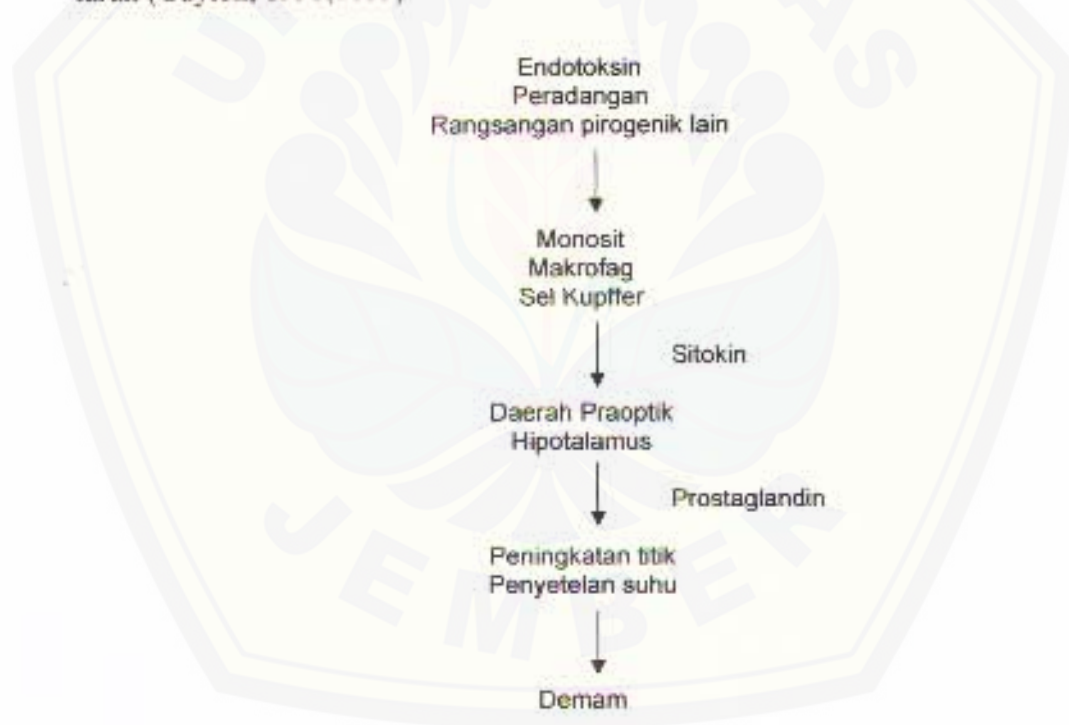 Endotoksin
Peradangan
Rangsangan pirogenik lain
Monosit
Makrofag
Sel Kupffer
Sitokin
Daerah Praoptik
Hipotalamus
Prostaglandin
Peningkatan titik
Penyetelan suhu
Demam
JEMBER